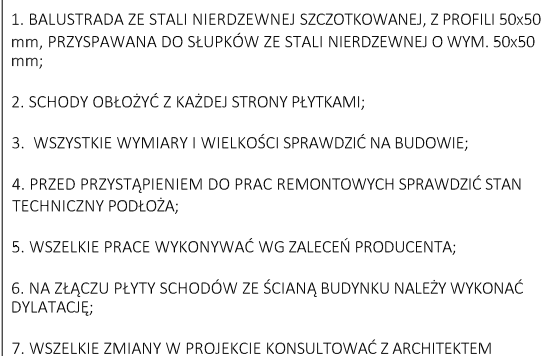 1. BALUSTRADA ZE STALI NIERDZEWNEJ SZCZOTKOWANEJ, Z PROFILI 50x50
mm, PRZYSPAWANA DO SŁUPKÓW ZE STALI NIERDZEWNEJ O WYM. 50x50
mm;
2. SCHODY OBŁOŻYĆ Z KAŻDEJ STRONY PŁYTKAMI;
3. WSZYSTKIE WYMIARY I WIELKOŚCI SPRAWDZIĆ NA BUDOWIE;
4. PRZED PRZYSTĄPIENIEM DO PRAC REMONTOWYCH SPRAWDZIĆ STAN
TECHNICZNY PODŁOŻA;
5. WSZELKIE PRACE WYKONYWAĆ WG ZALECEŃ PRODUCENTA;
6. NA ZŁĄCZU PŁYTY SCHODÓW ZE ŚCIANĄ BUDYNKU NALEŻY WYKONAĆ
DYLATACJĘ;
7. WSZELKIE ZMIANY W PROJEKCIE KONSULTOWAĆ Z ARCHITEKTEM